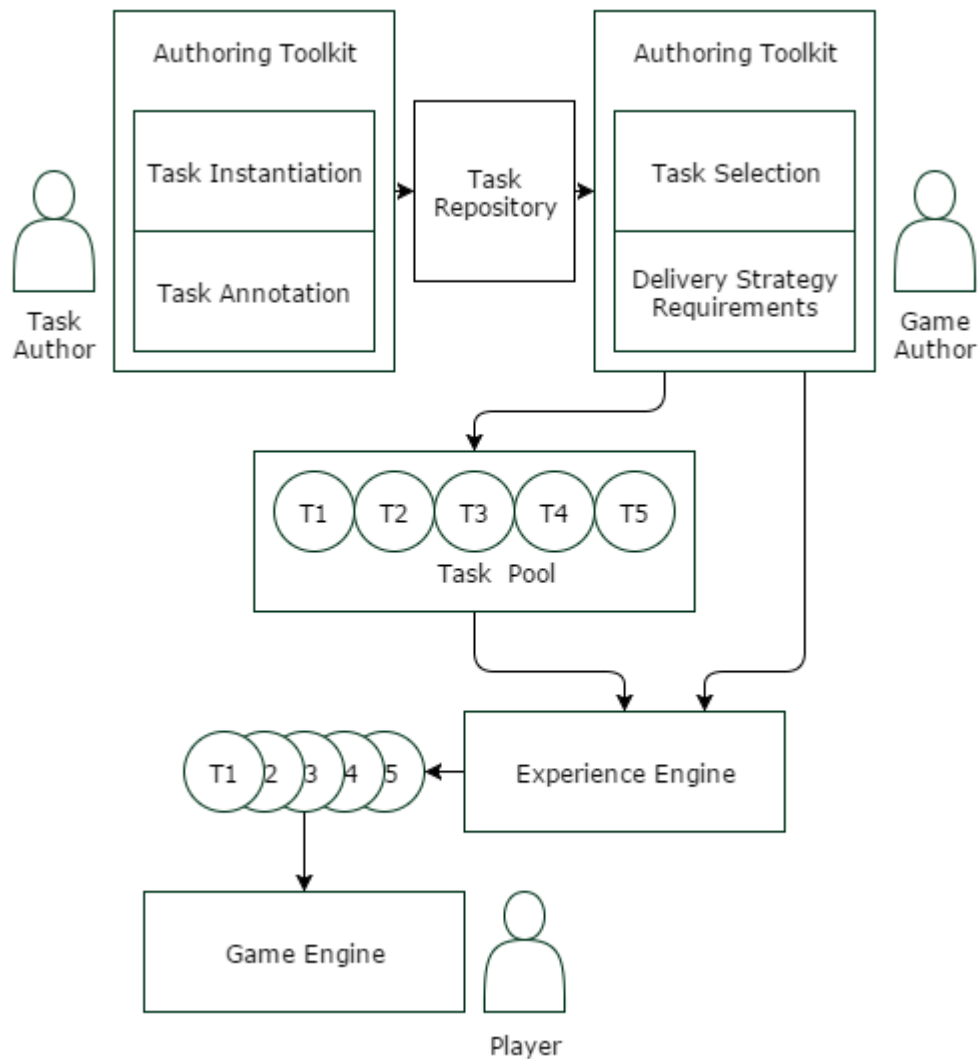 Authoring Toolkit
Task Instantiation
Task Annotation
Task
Author
Task
Repository
Authoring Toolkit
Task Selection
Delivery Strategy
Requirements
Game
Author
T1
T2
T3
T4
T5
Task Pool
T1
2
3
4
5
Experience Engine
Game Engine
Player